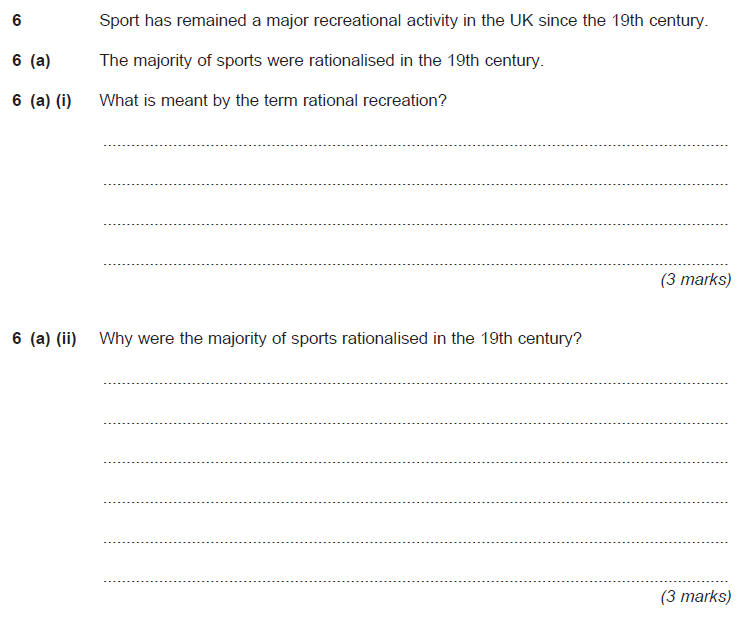 6 Sport has remained a major recreational activity in the UK since the 19th century.
6 (a) The majority of sports were rationalised in the 19th century.
6 (a) (i) What is meant by the term rational recreation?
(3 marks)
6 (a) (ii) Why were the majority of sports rationalised in the 19th century?
(3 marks)